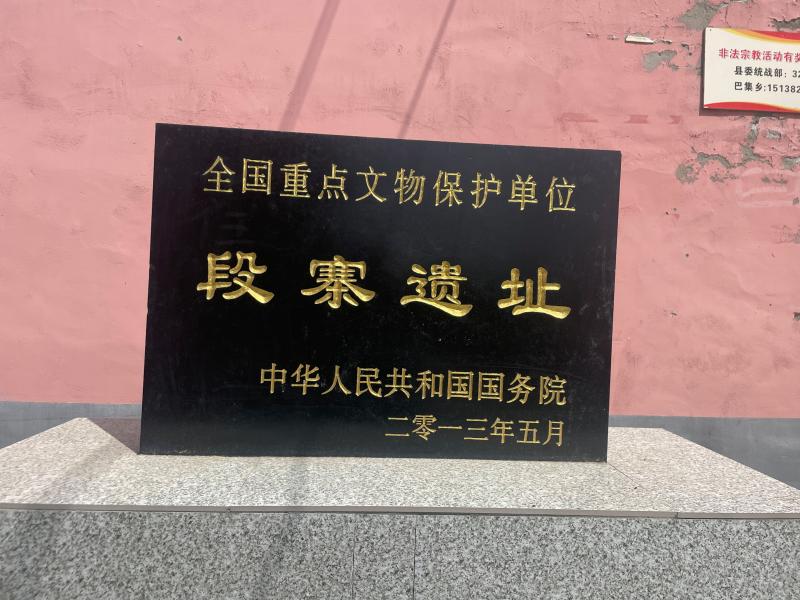 全国重点文物保护单位
段寨遗址
中华人民共和国国务院
二零一三年五月
非法宗教活动有奖
县委统战部：32
巴集乡：151382